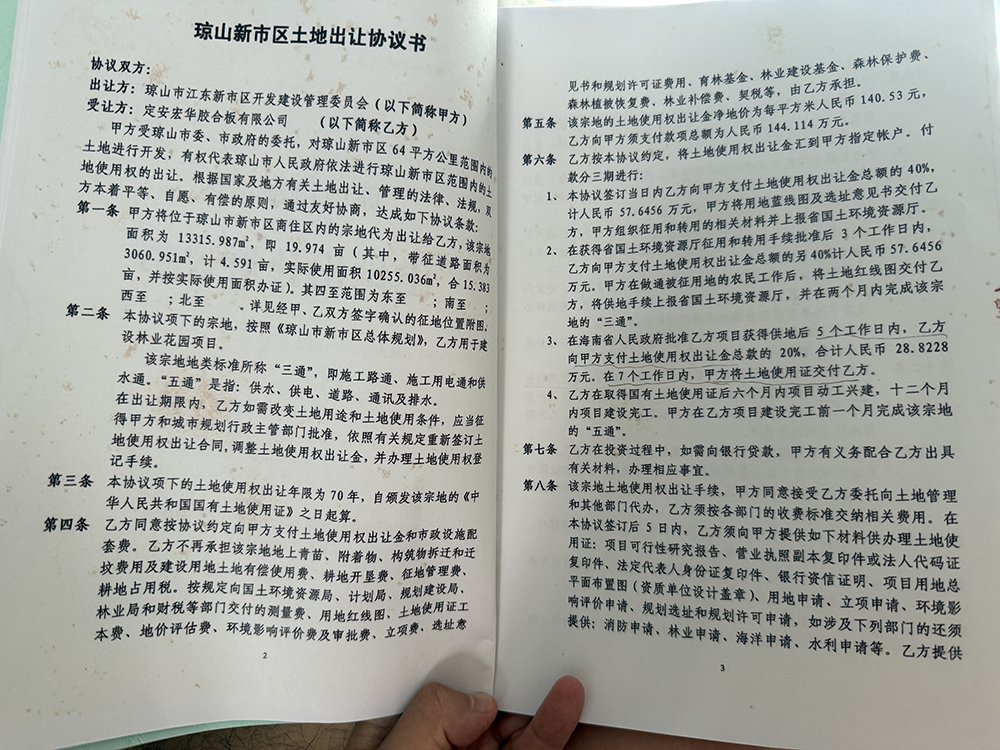 琼山新市区土地出让协议书
协议双方：
出让方：琼山市江东新市区开发建设管理委员会（以下简称甲方）
受让方：定安宏华胶合板有限公司　　（以下简称乙方）
甲方受琼山市委、市政府的委托，对琼山新市区 64 平方公里范围内的
土地进行开发，有权代表琼山市人民政府依法进行琼山新市区范围内的土
地使用权的出让。根据国家及地方有关土地出让、管理的法律、法规，双
方本着平等、自愿、有偿的原则，通过友好协商，达成如下协议条款：
第一条 甲方将位于琼山市新市区商住区内的宗地代为出让给乙方，该宗地
面积为 13315.987m²，即 19.974 亩（其中，带征道路面积为
3060.951m²，计 4.591 亩，实际使用面积 10255.036m²，合 15.383
亩，并按实际使用面积办证）。其四至范围为东至　　；南至　　；
西至　　；北至　　。详见经甲、乙双方签字确认的征地位置附图。
第二条 本协议项下的宗地，按照《琼山市新市区总体规划》，乙方用于建
设林业花园项目。
该宗地地类标准所称“三通”，即施工路通、施工用电通和供
水通。“五通”是指：供水、供电、道路、通讯及排水。
在出让期限内，乙方如需改变土地用途和土地使用条件，应当征
得甲方和城市规划行政主管部门批准，依照有关规定重新签订土
地使用权出让合同，调整土地使用权出让金，并办理土地使用权登
记手续。
第三条 本协议项下的土地使用权出让年限为 70 年，自颁发该宗地的《中
华人民共和国国有土地使用证》之日起算。
第四条 乙方同意按协议约定向甲方支付土地使用权出让金和市政设施配
套费。乙方不再承担该宗地地上青苗、附着物、构筑物拆迁和迁
坟费用及建设用地土地有偿使用费、耕地开垦费、征地管理费、
耕地占用税。按规定向国土环境资源局、计划局、规划建设局、
林业局和财税等部门交付的测量费、用地红线图、土地使用证工
本费、地价评估费、环境影响评价费及审批费、立项费、选址意
2
见书和规划许可证费用、育林基金、林业建设基金、森林保护费、
森林植被恢复费、林业补偿费、契税等，由乙方承担。
第五条 该宗地的土地使用权出让金净地价为每平方米人民币 140.53 元，
乙方向甲方须支付款项总额为人民币 144.114 万元。
第六条 乙方按本协议约定，将土地使用权出让金汇到甲方指定帐户。付
款分三期进行：
1、本协议签订当日内乙方向甲方支付土地使用权出让金总额的 40%，
计人民币 57.6456 万元，甲方将用地蓝线图及选址意见书交付乙
方，甲方组织征用和转用的相关材料并上报省国土环境资源厅。
2、在获得省国土环境资源厅征用和转用手续批准后 3 个工作日内，
乙方向甲方支付土地使用权出让金总额的另 40%计人民币 57.6456
万元。甲方在做通被征用地的农民工作后，将土地红线图交付乙
方，将供地手续上报省国土环境资源厅，并在两个月内完成该宗
地的“三通”。
3、在海南省人民政府批准乙方项目获得供地后 5 个工作日内，乙方
向甲方支付土地使用权出让金总款的 20%，合计人民币 28.8228
万元。在 7 个工作日内，甲方将土地使用证交付乙方。
4、乙方在取得国有土地使用证后六个月内项目动工兴建，十二个月
内项目建设完工。甲方在乙方项目建设完工前一个月完成该宗地
的“五通”。
第七条 乙方在投资过程中，如需向银行贷款，甲方有义务配合乙方出具
有关材料，办理相应事宜。
第八条 该宗地土地使用权出让手续，甲方同意接受乙方委托向土地管理
和其他部门代办，乙方须按各部门的收费标准交纳相关费用。在
本协议签订后 5 日内，乙方须向甲方提供如下材料供办理土地使
用证：项目可行性研究报告、营业执照副本复印件或法人代码证
复印件、法定代表人身份证复印件、银行资信证明、项目用地总
平面布置图（资质单位设计盖章）、用地申请、立项申请、环境影
响评价申请、规划选址和规划许可申请，如涉及下列部门的还须
提供：消防申请、林业申请、海洋申请、水利申请等。乙方提供
3